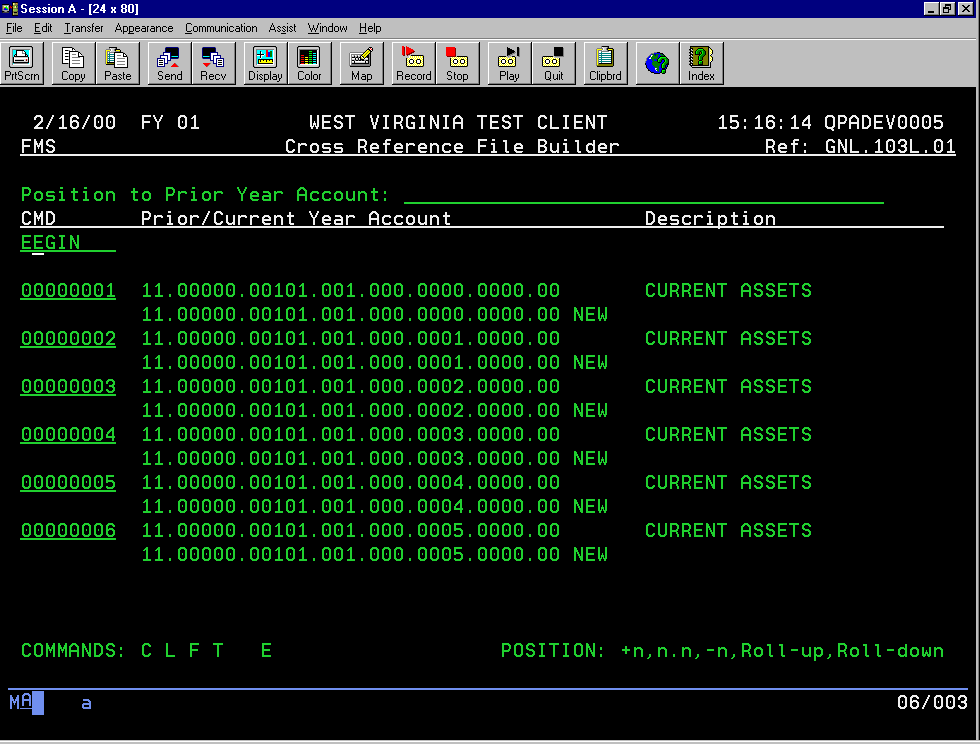 Session A - [24 x 80]
File Edit Transfer Appearance Communication Assist Window Help
PrtScrn Copy Paste Send Recv Display Color Map Record Stop Play Quit Clipbrd Index
2/16/00 FY 01 WEST VIRGINIA TEST CLIENT 15:16:14 QPADEV0005
FMS Cross Reference File Builder Ref: GNL.103L.01
Position to Prior Year Account:
CMD Prior/Current Year Account Description
EEGIN
00000001 11.00000.00101.001.000.0000.0000.00 CURRENT ASSETS
11.00000.00101.001.000.0000.0000.00 NEW
00000002 11.00000.00101.001.000.0001.0000.00 CURRENT ASSETS
11.00000.00101.001.000.0001.0000.00 NEW
00000003 11.00000.00101.001.000.0002.0000.00 CURRENT ASSETS
11.00000.00101.001.000.0002.0000.00 NEW
00000004 11.00000.00101.001.000.0003.0000.00 CURRENT ASSETS
11.00000.00101.001.000.0003.0000.00 NEW
00000005 11.00000.00101.001.000.0004.0000.00 CURRENT ASSETS
11.00000.00101.001.000.0004.0000.00 NEW
00000006 11.00000.00101.001.000.0005.0000.00 CURRENT ASSETS
11.00000.00101.001.000.0005.0000.00 NEW
COMMANDS: C L F T E POSITION: +n,n.n,-n,Roll-up,Roll-down
MA a 06/003